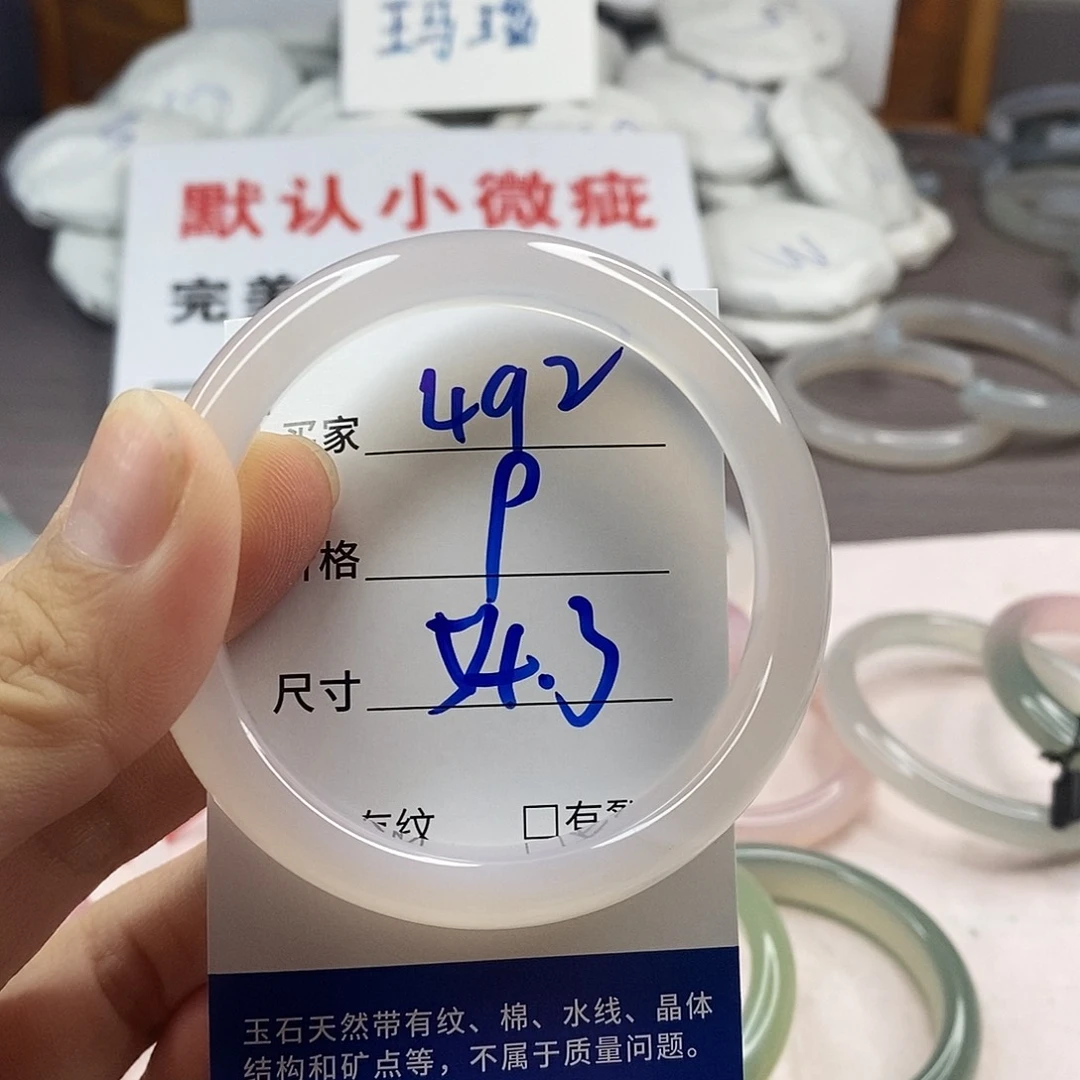 玛瑙
默认小微疵
完美
买家 492
格 P
尺寸 54.3
有纹 □有裂
玉石天然带有纹、棉、水线、晶体
结构和矿点等，不属于质量问题。